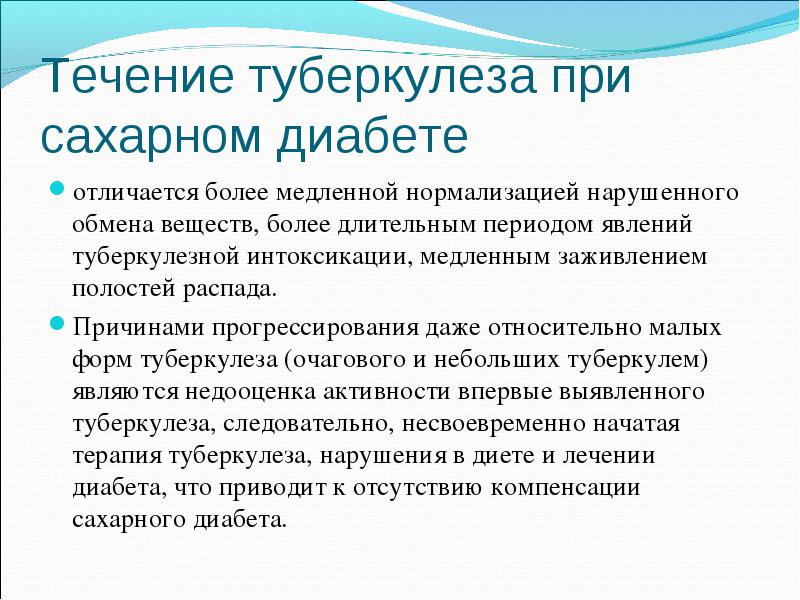 Течение туберкулеза при
сахарном диабете
отличается более медленной нормализацией нарушенного
обмена веществ, более длительным периодом явлений
туберкулезной интоксикации, медленным заживлением
полостей распада.
Причинами прогрессирования даже относительно малых
форм туберкулеза (очагового и небольших туберкулем)
являются недооценка активности впервые выявленного
туберкулеза, следовательно, несвоевременно начатая
терапия туберкулеза, нарушения в диете и лечении
диабета, что приводит к отсутствию компенсации
сахарного диабета.